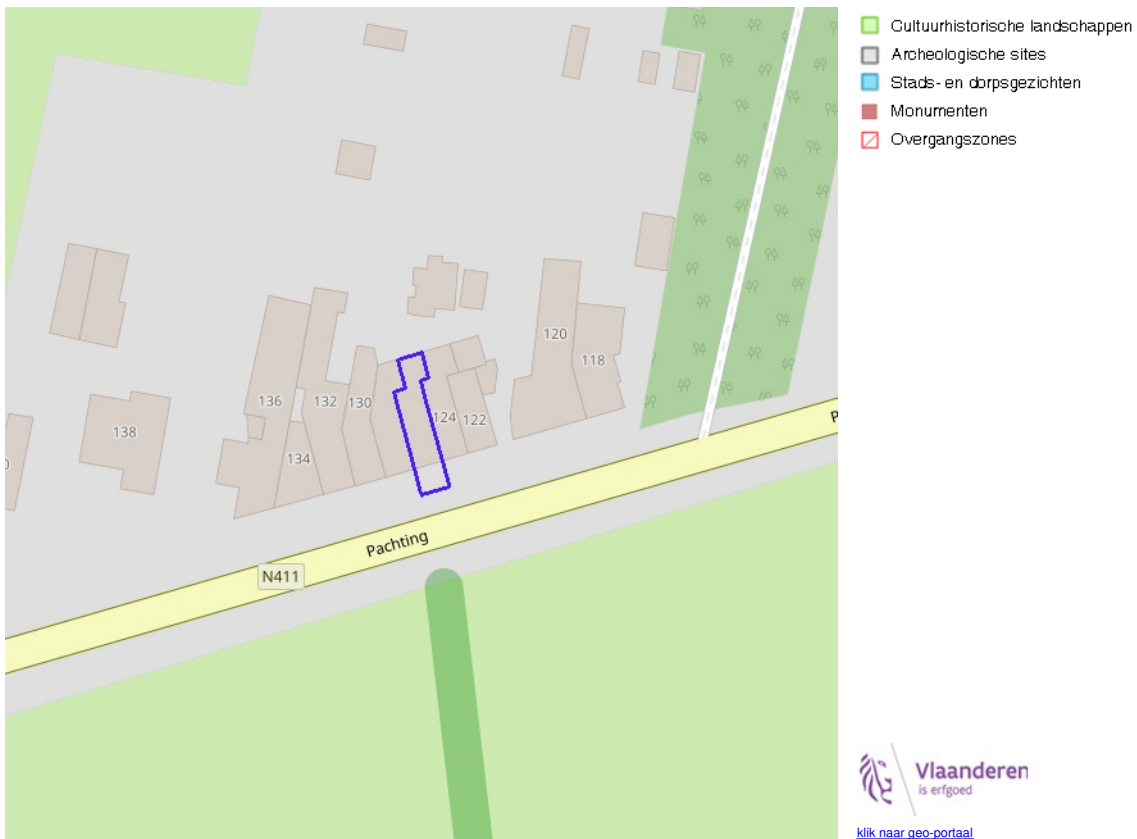 Cultuurhistorische landschappen
Archeologische sites
Stads- en dorpsgezichten
Monumenten
Overgangszones
120
118
136
132
130
124
122
138
134
P
Pachting
N411
Vlaanderen
is erfgoed
klik naar geo-portaal